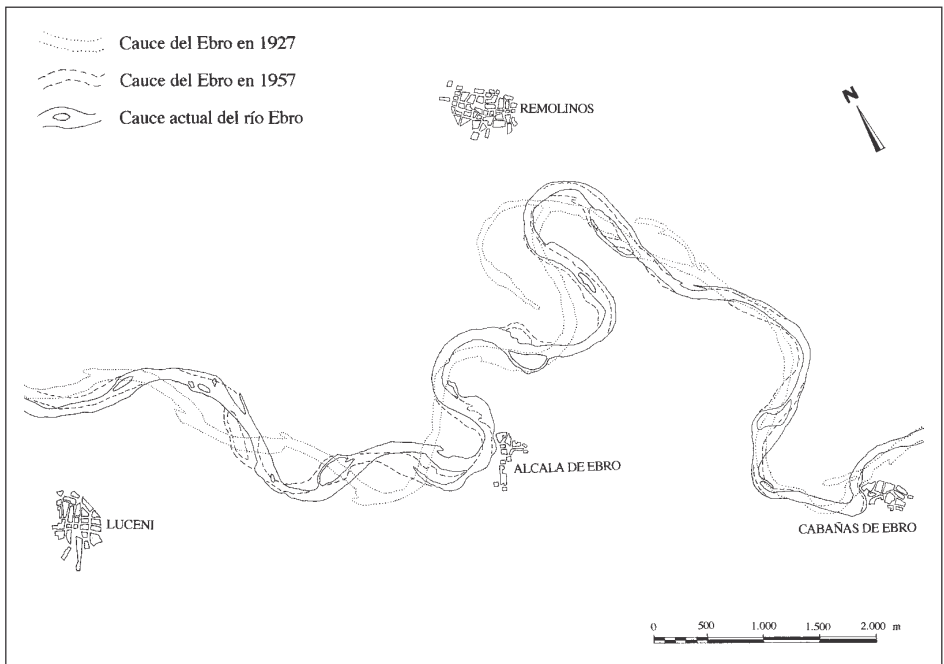 Cauce del Ebro en 1927
Cauce del Ebro en 1957
Cauce actual del río Ebro
REMOLINOS
N
ALCALA DE EBRO
LUCENI
CABAÑAS DE EBRO
0 500 1.000 1.500 2.000 m